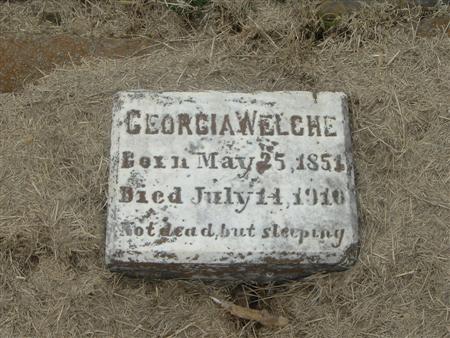 GEORGIA WELCHE
Born May 25, 1851
Died July 14, 1910
Not dead, but sleeping